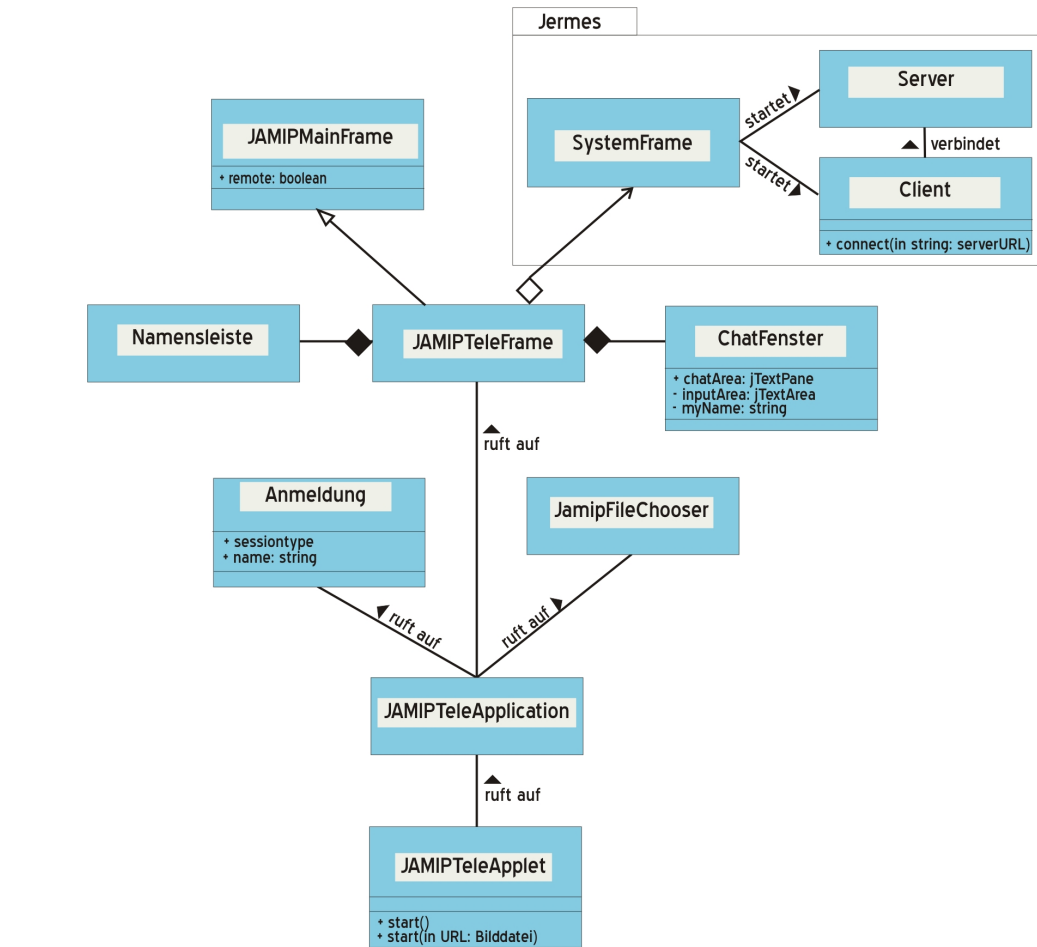 Jermes
Server
JAMIPMainFrame
+ remote: boolean
SystemFrame
startet
startet
verbindet
Client
+ connect(in string: serverURL)
Namensleiste
JAMIPTeleFrame
ChatFenster
+ chatArea: jTextPane
- inputArea: jTextArea
- myName: string
ruft auf
Anmeldung
+ sessiontype
+ name: string
JamipFileChooser
ruft auf
ruft auf
JAMIPTeleApplication
ruft auf
JAMIPTeleApplet
+ start()
+ start(in URL: Bilddatei)